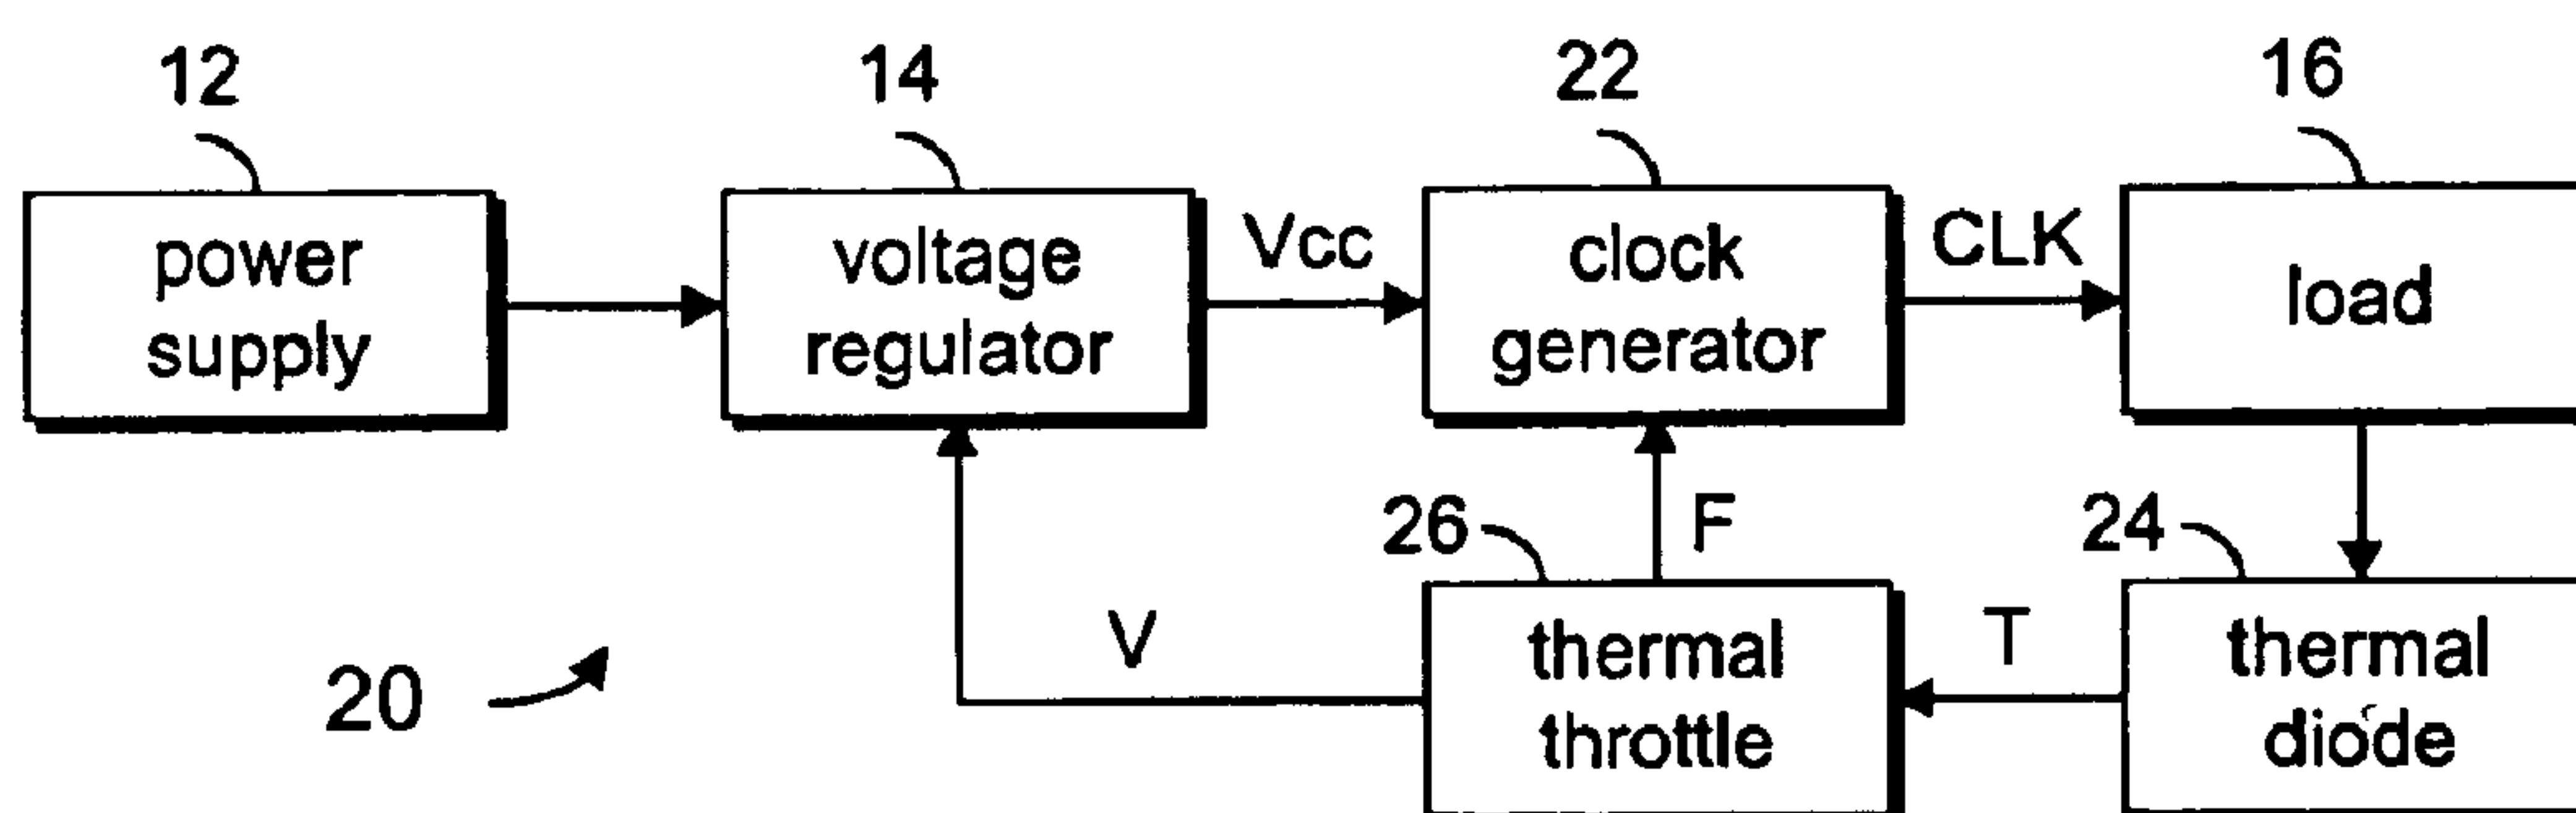 12
14
22
16
power
supply
voltage
regulator
Vcc
clock
generator
CLK
load
26
F
24
20
V
thermal
throttle
T
thermal
diode